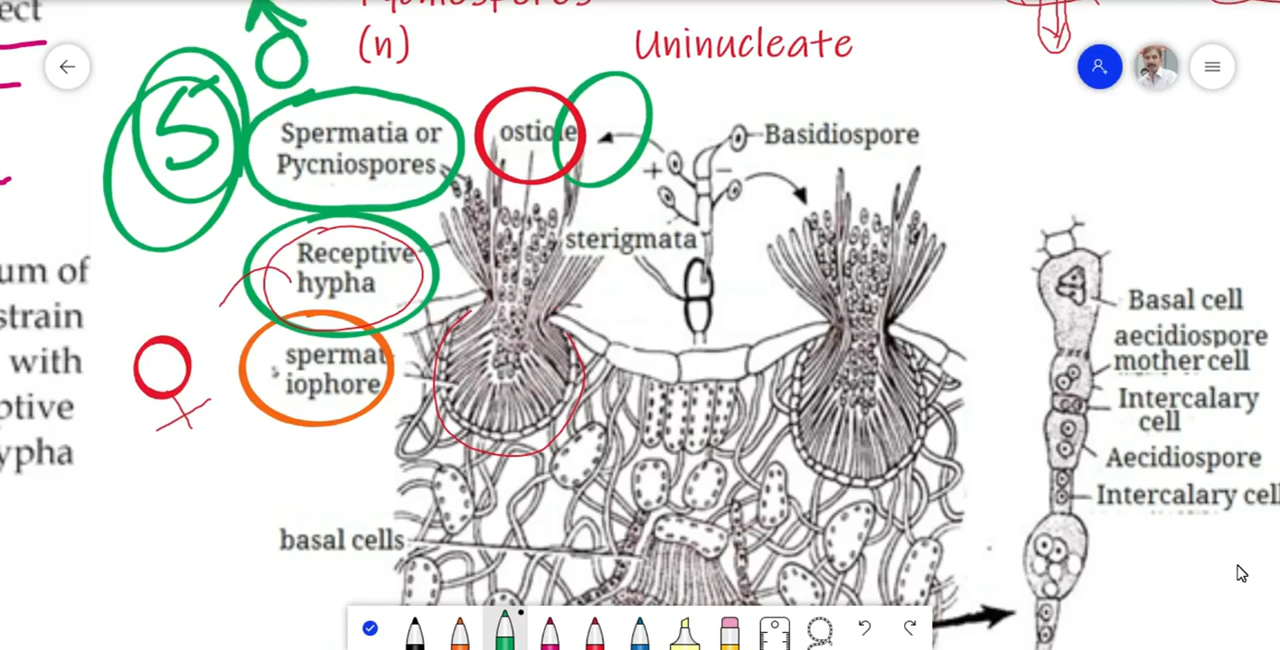 ect
Pycniospores
(n)
Uninucleate
5
Spermatia or
Pycniospores
ostiole
+
−
Basidiospore
Receptive
hypha
sterigmata
spermat
iophore
um of
strain
with
ptive
ypha
Basal cell
aecidiospore
mother cell
Intercalary
cell
Aecidiospore
Intercalary cell
basal cells